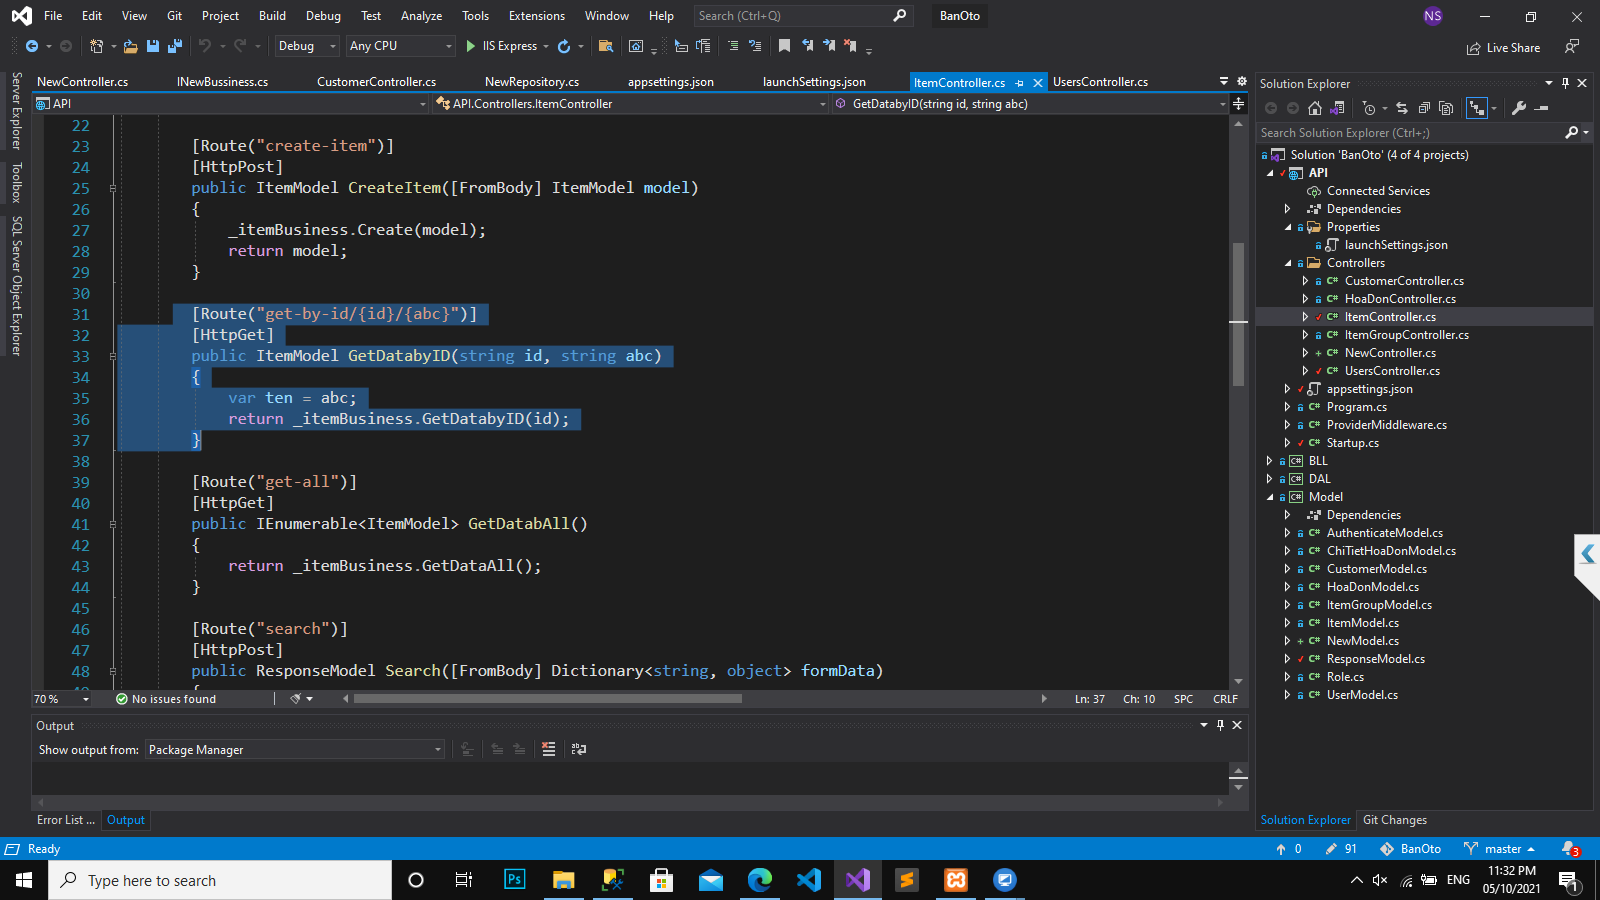 File Edit View Git Project Build Debug Test Analyze Tools Extensions Window Help Search (Ctrl+Q) BanOto NS
Debug Any CPU IIS Express Live Share
NewController.cs INewBussiness.cs CustomerController.cs NewRepository.cs appsettings.json launchSettings.json ItemController.cs UsersController.cs
API API.Controllers.ItemController GetDatabyID(string id, string abc)
Server Explorer
Toolbox
SQL Server Object Explorer
22
23 [Route("create-item")]
24 [HttpPost]
25 public ItemModel CreateItem([FromBody] ItemModel model)
26 {
27 _itemBusiness.Create(model);
28 return model;
29 }
30
31 [Route("get-by-id/{id}/{abc}")]
32 [HttpGet]
33 public ItemModel GetDatabyID(string id, string abc)
34 {
35 var ten = abc;
36 return _itemBusiness.GetDatabyID(id);
37 }
38
39 [Route("get-all")]
40 [HttpGet]
41 public IEnumerable<ItemModel> GetDatabAll()
42 {
43 return _itemBusiness.GetDataAll();
44 }
45
46 [Route("search")]
47 [HttpPost]
48 public ResponseModel Search([FromBody] Dictionary<string, object> formData)
70 % No issues found Ln: 37 Ch: 10 SPC CRLF
Output
Show output from: Package Manager
Error List ... Output
Solution Explorer
Search Solution Explorer (Ctrl+;)
Solution 'BanOto' (4 of 4 projects)
API
Connected Services
Dependencies
Properties
launchSettings.json
Controllers
C# CustomerController.cs
C# HoaDonController.cs
C# ItemController.cs
C# ItemGroupController.cs
C# NewController.cs
C# UsersController.cs
appsettings.json
C# Program.cs
C# ProviderMiddleware.cs
C# Startup.cs
C# BLL
C# DAL
C# Model
Dependencies
C# AuthenticateModel.cs
C# ChiTietHoaDonModel.cs
C# CustomerModel.cs
C# HoaDonModel.cs
C# ItemGroupModel.cs
C# ItemModel.cs
C# NewModel.cs
C# ResponseModel.cs
C# Role.cs
C# UserModel.cs
Solution Explorer Git Changes
Ready 0 91 BanOto master 3
Type here to search Ps ENG 11:32 PM
05/10/2021 1